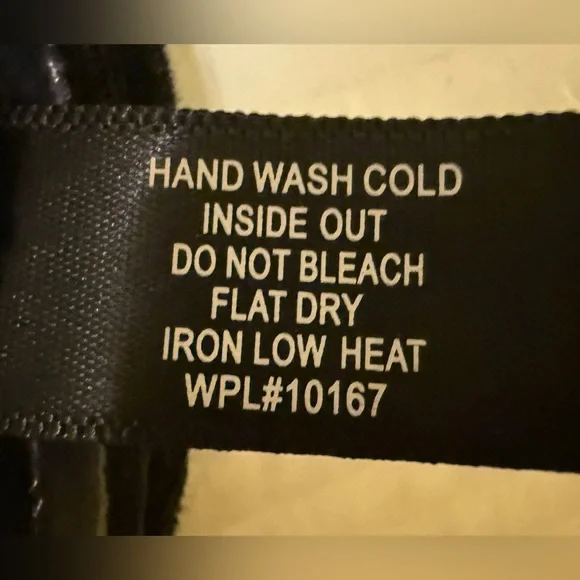 HAND WASH COLD
INSIDE OUT
DO NOT BLEACH
FLAT DRY
IRON LOW HEAT
WPL#10167